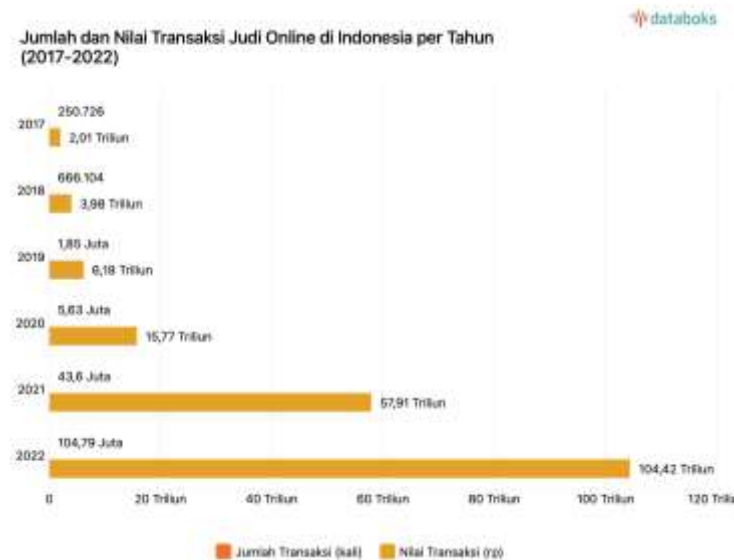 databoks
Jumlah dan Nilai Transaksi Judi Online di Indonesia per Tahun
(2017-2022)
250.726
2017
2,01 Triliun
666.104
2018
3,98 Triliun
1,85 Juta
2019
6,18 Triliun
5,63 Juta
2020
15,77 Triliun
43,6 Juta
2021
57,91 Triliun
104,79 Juta
2022
104,42 Triliun
0 20 Triliun 40 Triliun 60 Triliun 80 Triliun 100 Triliun 120 Trili
Jumlah Transaksi (kali) Nilai Transaksi (rp)